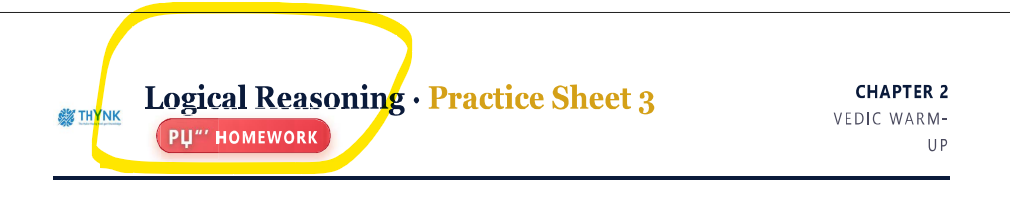 Logical Reasoning · Practice Sheet 3
THYNK
HOMEWORK
CHAPTER 2
VEDIC WARM-
UP